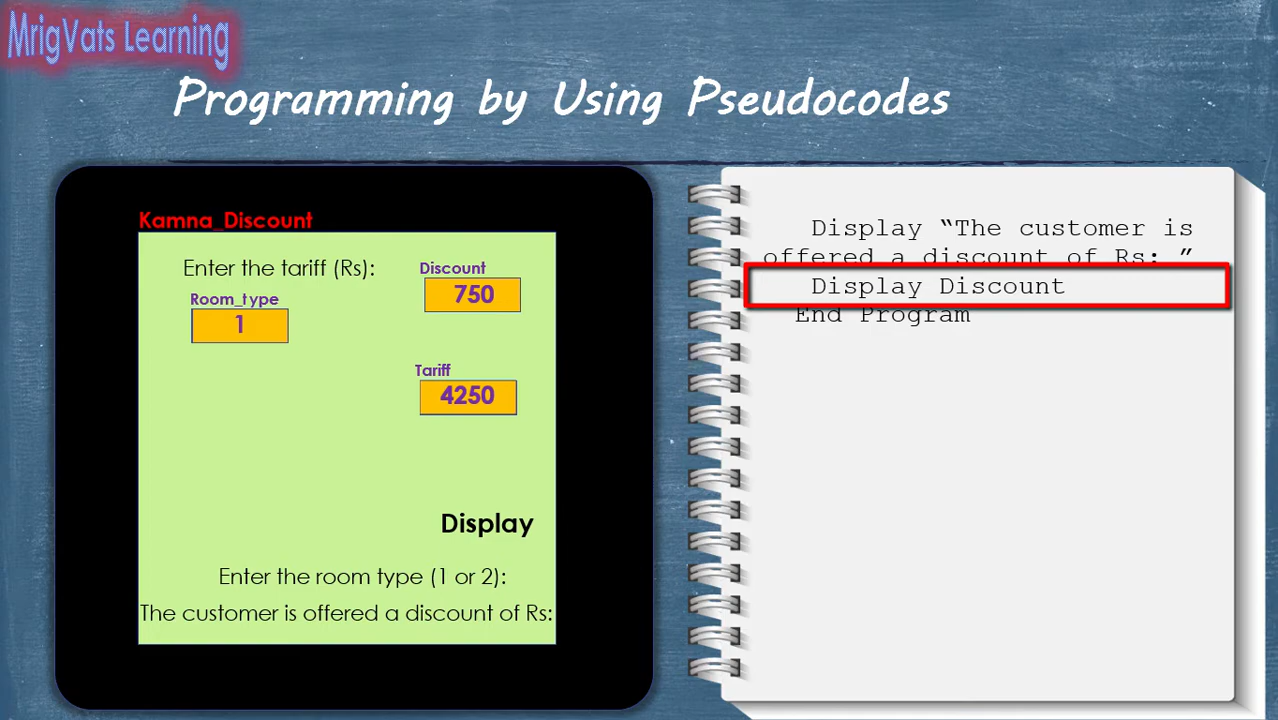 MrigVats Learning
Programming by Using Pseudocodes
Kamna_Discount
Enter the tariff (Rs):
Discount
750
Room_type
1
Tariff
4250
Display
Enter the room type (1 or 2):
The customer is offered a discount of Rs:
Display “The customer is
offered a discount of Rs: ”
Display Discount
End Program